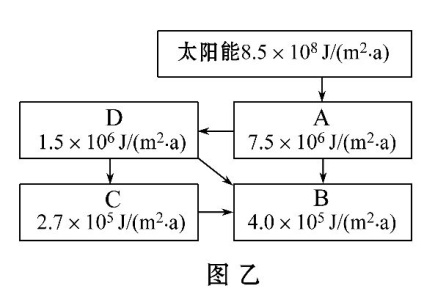 太阳能8.5 × 10⁸ J/(m²·a)
D
1.5 × 10⁶ J/(m²·a)
A
7.5 × 10⁶ J/(m²·a)
C
2.7 × 10⁵ J/(m²·a)
B
4.0 × 10⁵ J/(m²·a)
图 乙